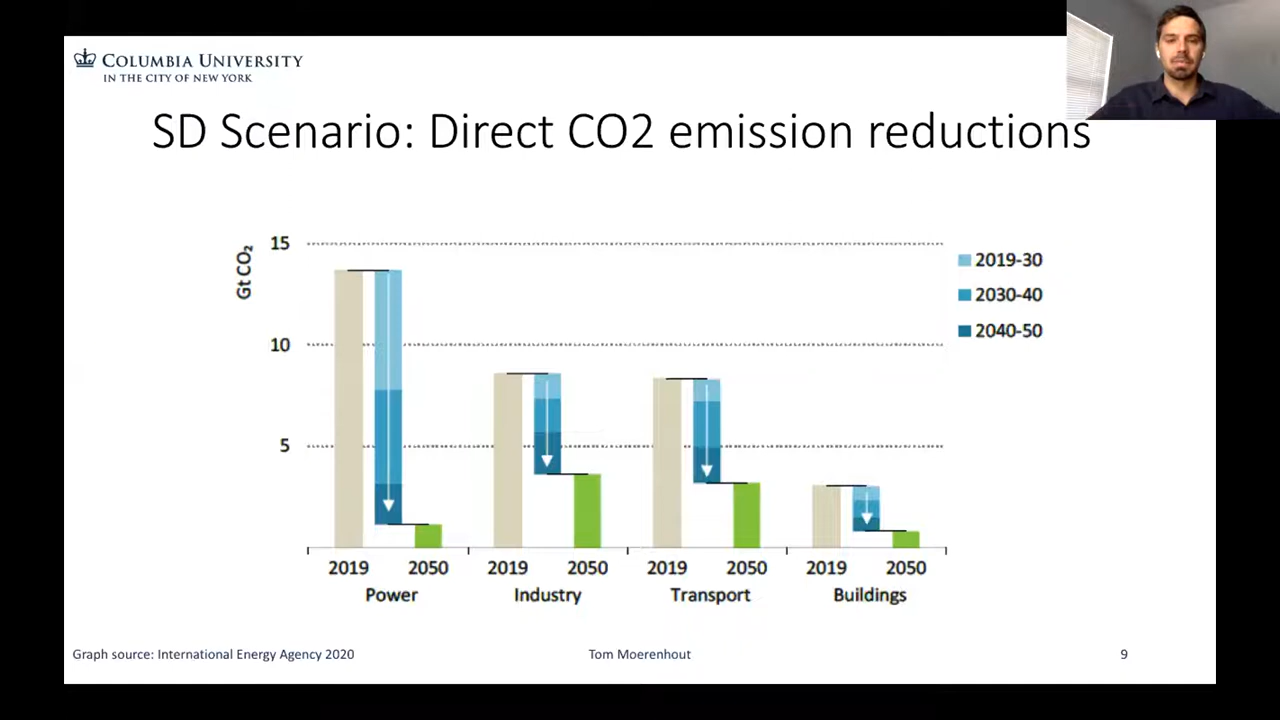 COLUMBIA UNIVERSITY
IN THE CITY OF NEW YORK
SD Scenario: Direct CO2 emission reductions
Gt CO₂
15
10
5
2019-30
2030-40
2040-50
2019 2050 2019 2050 2019 2050 2019 2050
Power Industry Transport Buildings
Graph source: International Energy Agency 2020
Tom Moerenhout
9